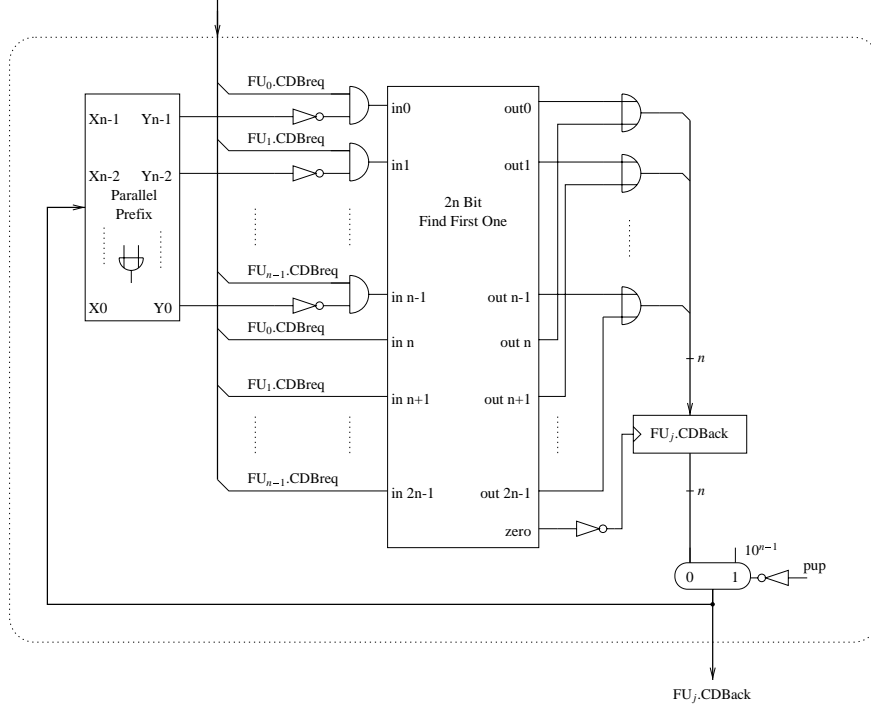 FU₀.CDBreq
in0
out0
Xn-1 Yn-1
FU₁.CDBreq
in1
out1
Xn-2 Yn-2
Parallel
Prefix
2n Bit
Find First One
FUₙ₋₁.CDBreq
in n-1
out n-1
X0 Y0
FU₀.CDBreq
in n
out n
n
FU₁.CDBreq
in n+1
out n+1
FUⱼ.CDBack
FUₙ₋₁.CDBreq
in 2n-1
out 2n-1
n
zero
10ⁿ⁻¹
0 1
pup
FUⱼ.CDBack